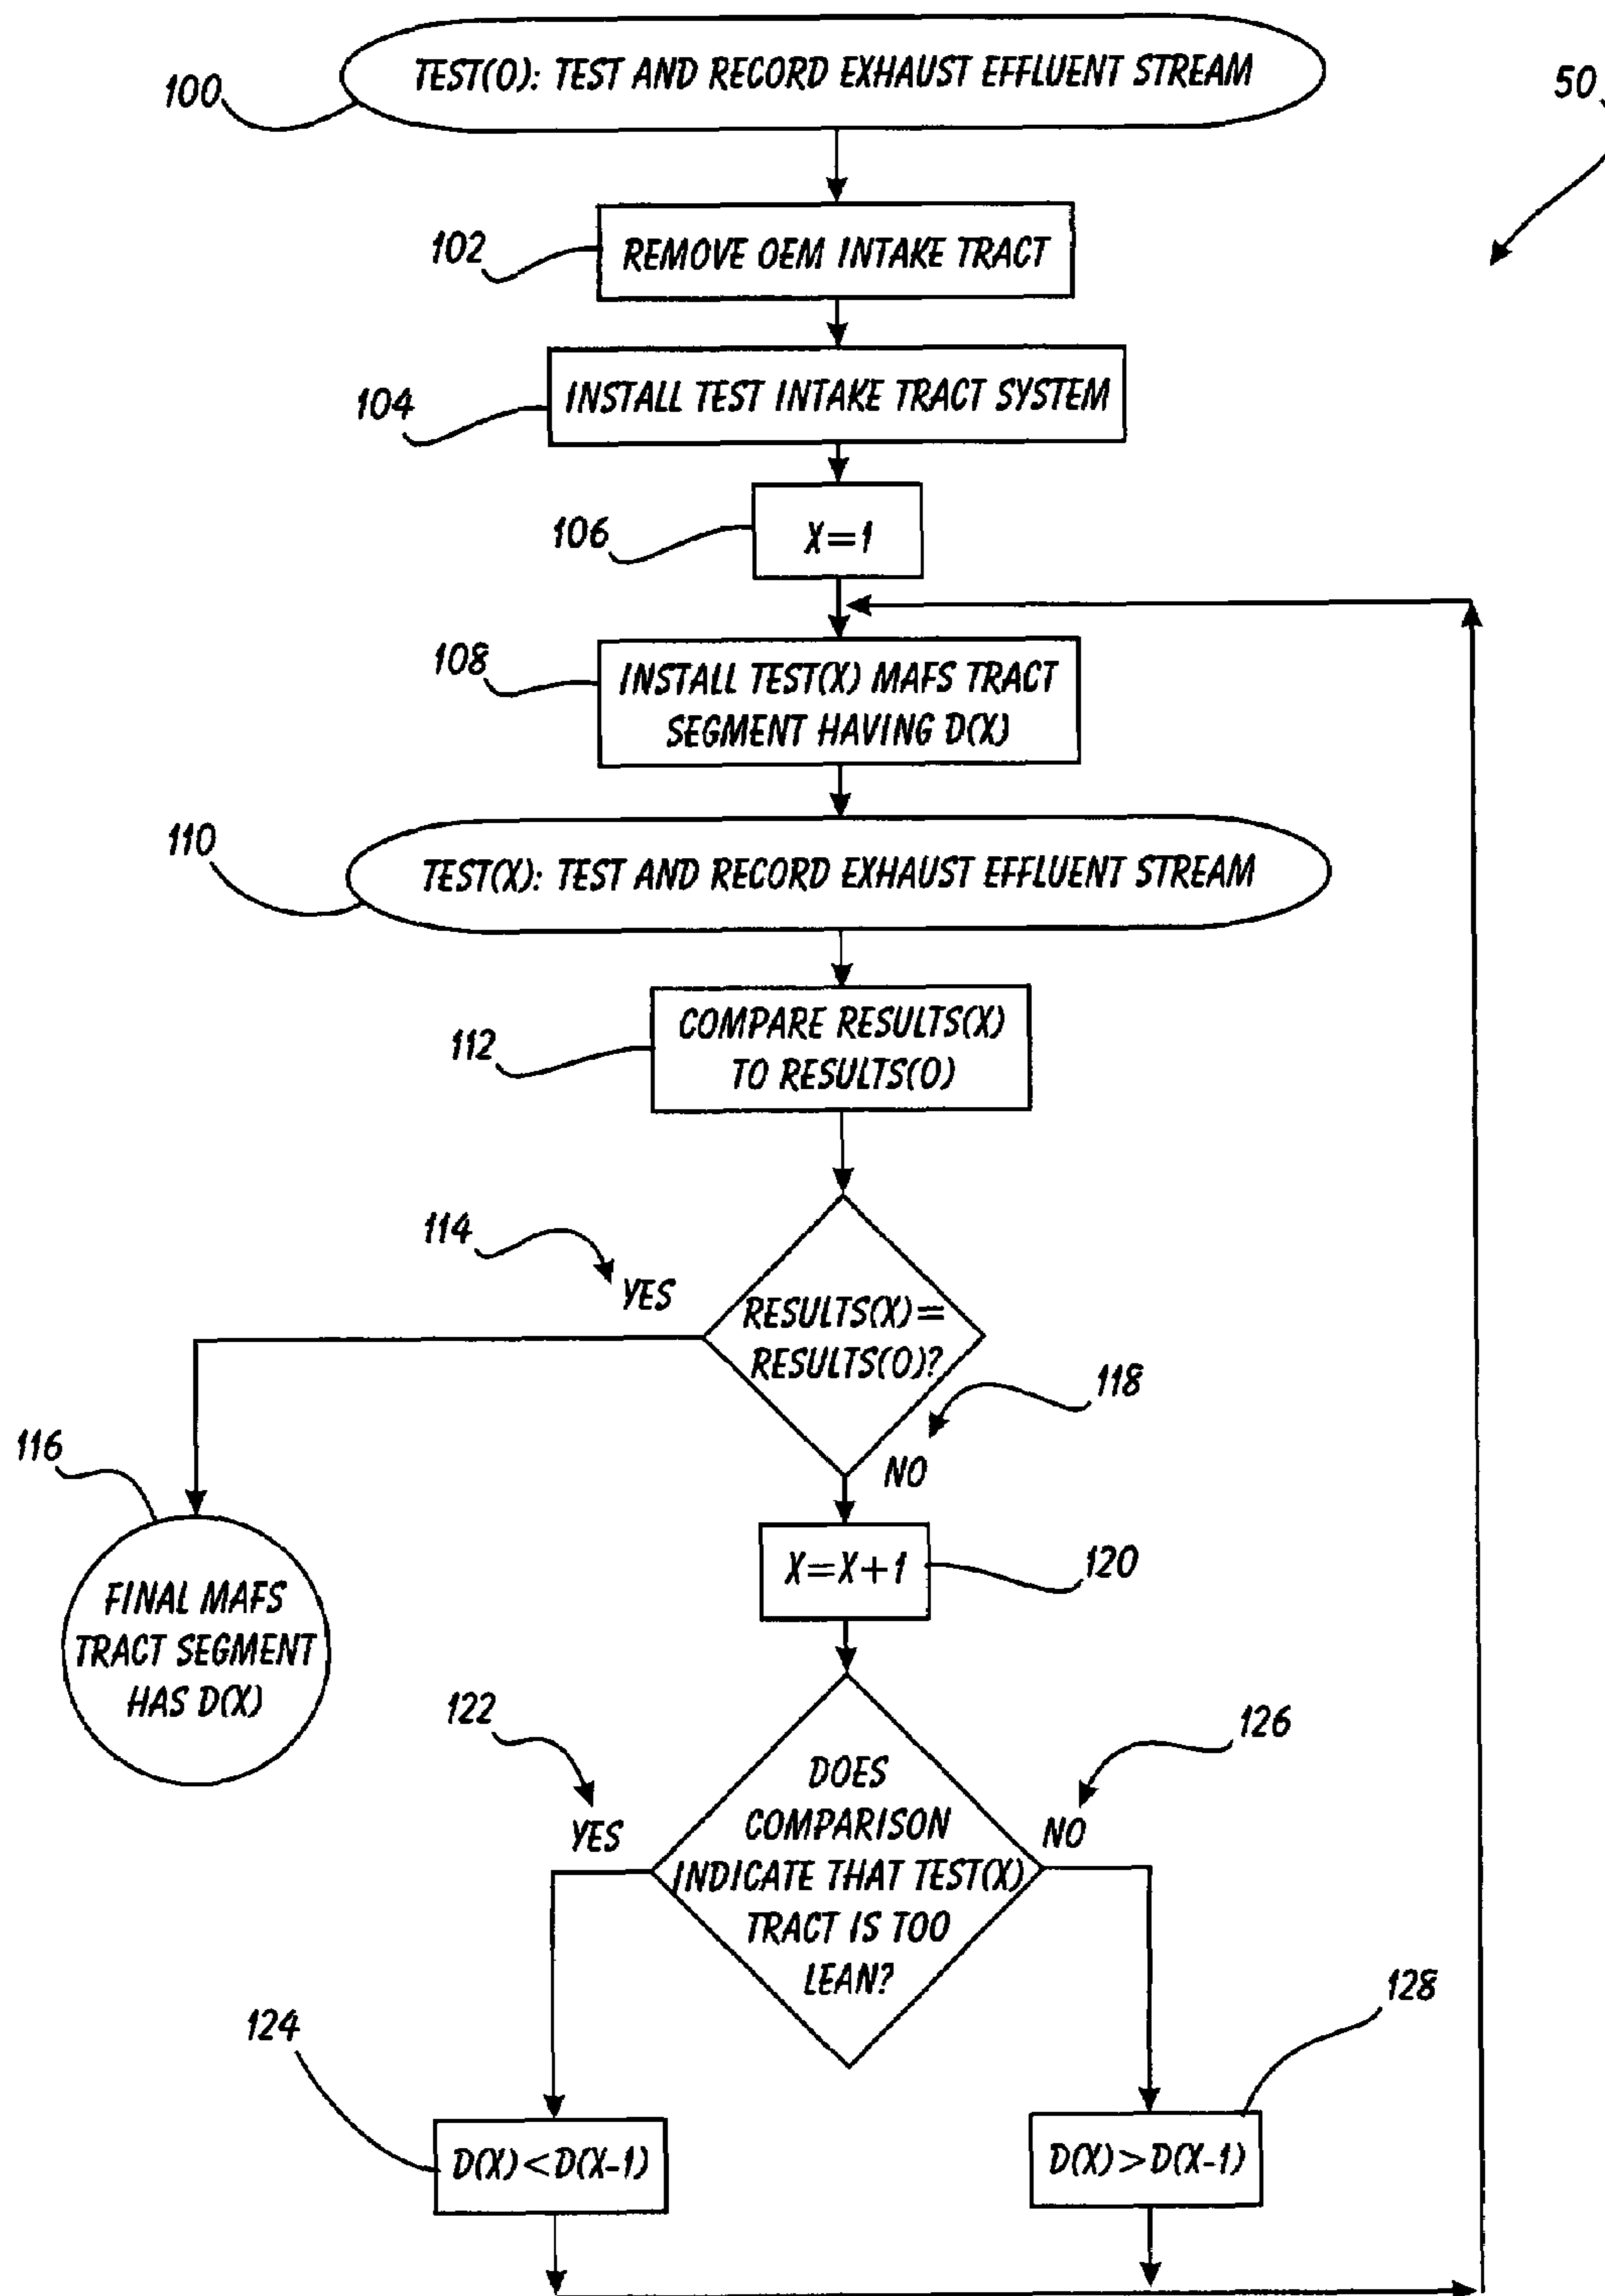 TEST(0): TEST AND RECORD EXHAUST EFFLUENT STREAM
100
50
REMOVE OEM INTAKE TRACT
102
INSTALL TEST INTAKE TRACT SYSTEM
104
X=1
106
INSTALL TEST(X) MAFS TRACT
SEGMENT HAVING D(X)
108
TEST(X): TEST AND RECORD EXHAUST EFFLUENT STREAM
110
COMPARE RESULTS(X)
TO RESULTS(0)
112
114
YES
RESULTS(X)=
RESULTS(0)?
118
NO
116
FINAL MAFS
TRACT SEGMENT
HAS D(X)
X=X+1
120
122
YES
DOES
COMPARISON
INDICATE THAT TEST(X)
TRACT IS TOO
LEAN?
126
NO
124
D(X)<D(X-1)
128
D(X)>D(X-1)